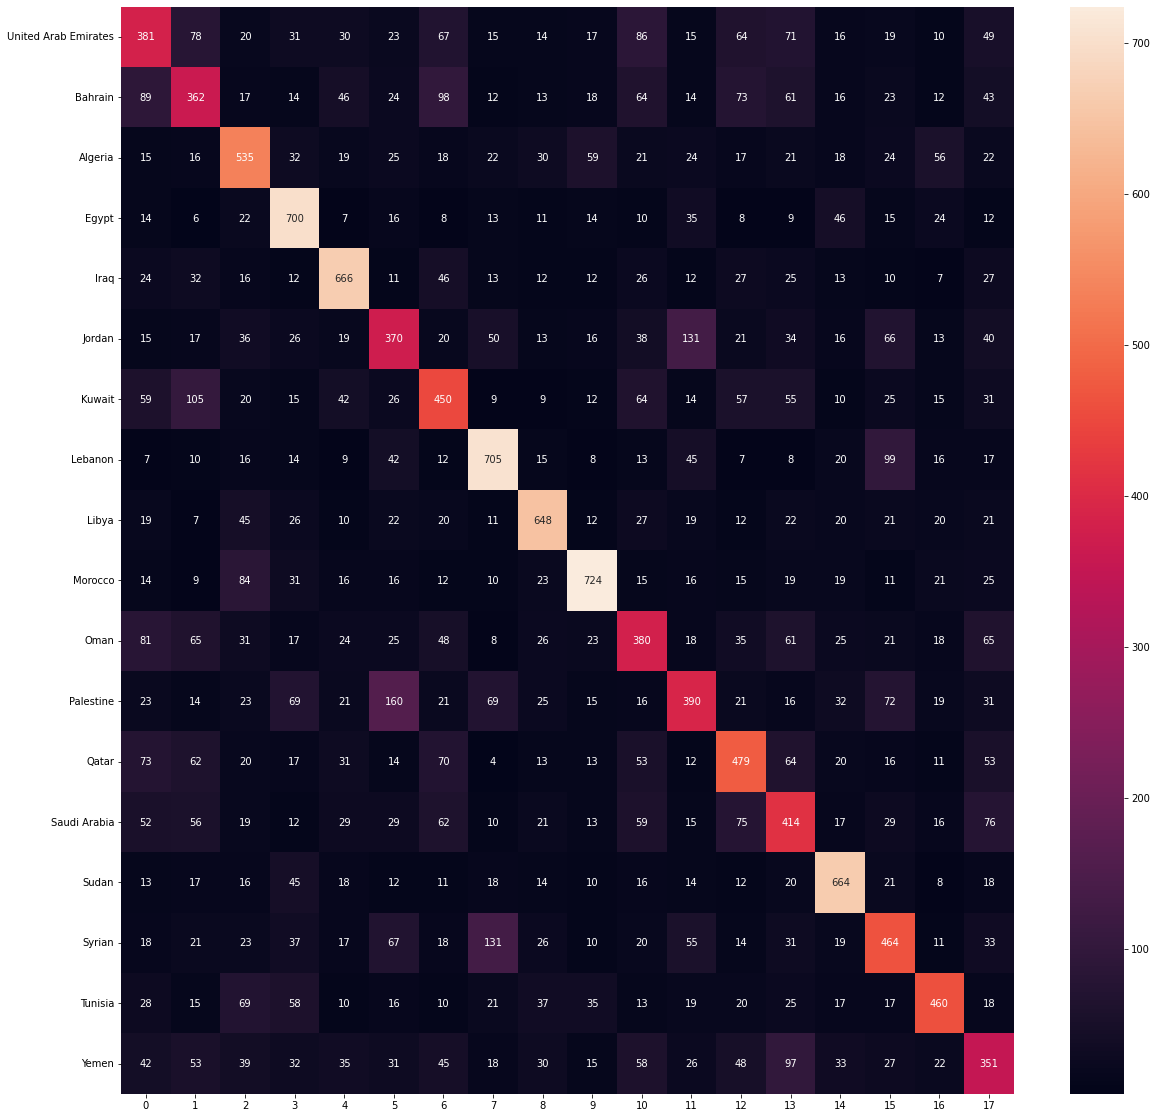 United Arab Emirates 381 78 20 31 30 23 67 15 14 17 86 15 64 71 16 19 10 49
700
Bahrain 89 362 17 14 46 24 98 12 13 18 64 14 73 61 16 23 12 43
Algeria 15 16 535 32 19 25 18 22 30 59 21 24 17 21 18 24 56 22
600
Egypt 14 6 22 700 7 16 8 13 11 14 10 35 8 9 46 15 24 12
Iraq 24 32 16 12 666 11 46 13 12 12 26 12 27 25 13 10 7 27
500
Jordan 15 17 36 26 19 370 20 50 13 16 38 131 21 34 16 66 13 40
Kuwait 59 105 20 15 42 26 450 9 9 12 64 14 57 55 10 25 15 31
400
Lebanon 7 10 16 14 9 42 12 705 15 8 13 45 7 8 20 99 16 17
Libya 19 7 45 26 10 22 20 11 648 12 27 19 12 22 20 21 20 21
Morocco 14 9 84 31 16 16 12 10 23 724 15 16 15 19 19 11 21 25
300
Oman 81 65 31 17 24 25 48 8 26 23 380 18 35 61 25 21 18 65
Palestine 23 14 23 69 21 160 21 69 25 15 16 390 21 16 32 72 19 31
Qatar 73 62 20 17 31 14 70 4 13 13 53 12 479 64 20 16 11 53
200
Saudi Arabia 52 56 19 12 29 29 62 10 21 13 59 15 75 414 17 29 16 76
Sudan 13 17 16 45 18 12 11 18 14 10 16 14 12 20 664 21 8 18
Syrian 18 21 23 37 17 67 18 131 26 10 20 55 14 31 19 464 11 33
100
Tunisia 28 15 69 58 10 16 10 21 37 35 13 19 20 25 17 17 460 18
Yemen 42 53 39 32 35 31 45 18 30 15 58 26 48 97 33 27 22 351
0 1 2 3 4 5 6 7 8 9 10 11 12 13 14 15 16 17